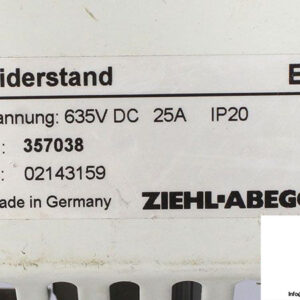 iderstand E
annung: 635V DC 25A IP20
: 357038
: 02143159
ade in Germany ZIEHL-ABEGG